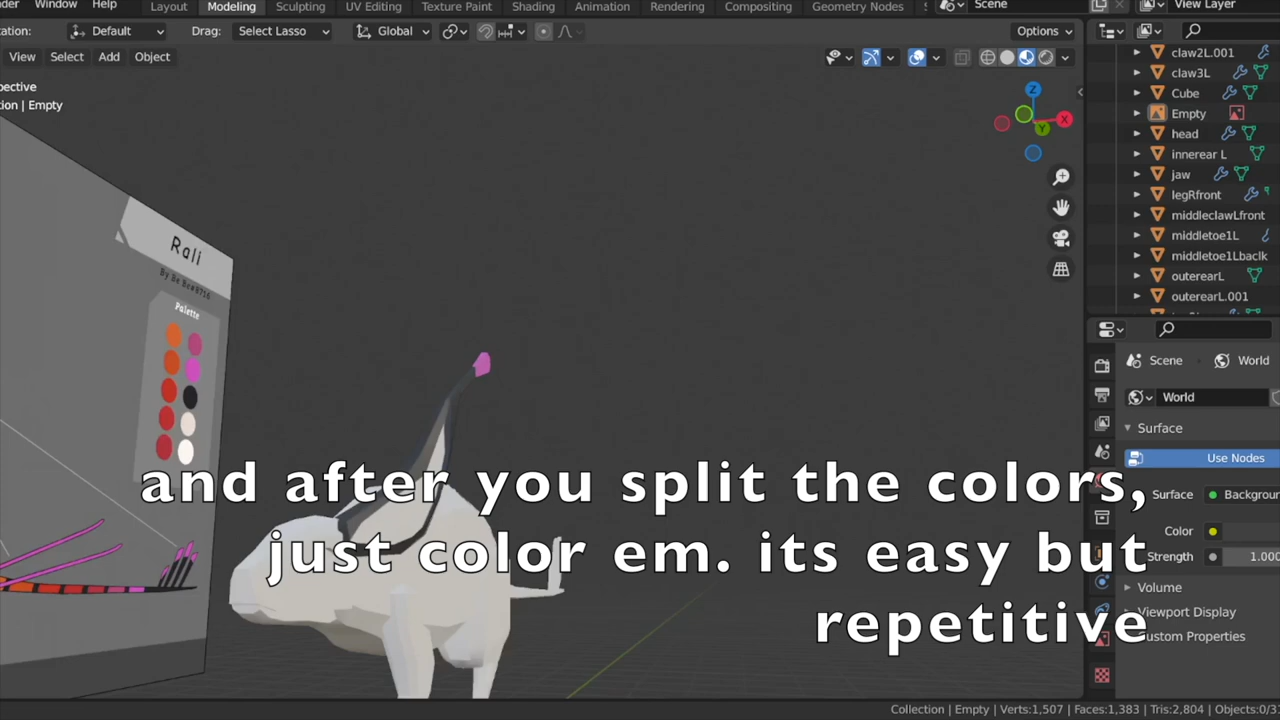 Window Help Layout Modeling Sculpting UV Editing Texture Paint Shading Animation Rendering Compositing Geometry Nodes Scene View Layer
Default Drag: Select Lasso Global Options
View Select Add Object
| Empty
claw2L.001
claw3L
Cube
Empty
head
innerear L
jaw
legRfront
middleclawLfront
middletoe1L
middletoe1Lbaclk
outerearL
outerearL.001
Rali
Palette
Scene World
World
Surface
Use Nodes
Surface
Color
Strength 1.000
Volume
Viewport Display
Custom Properties
and after you split the colors,
just color em. its easy but
repetitive
Collection | Empty | Verts:1,507 | Faces:1,383 | Tris:2,804 | Objects:0/3